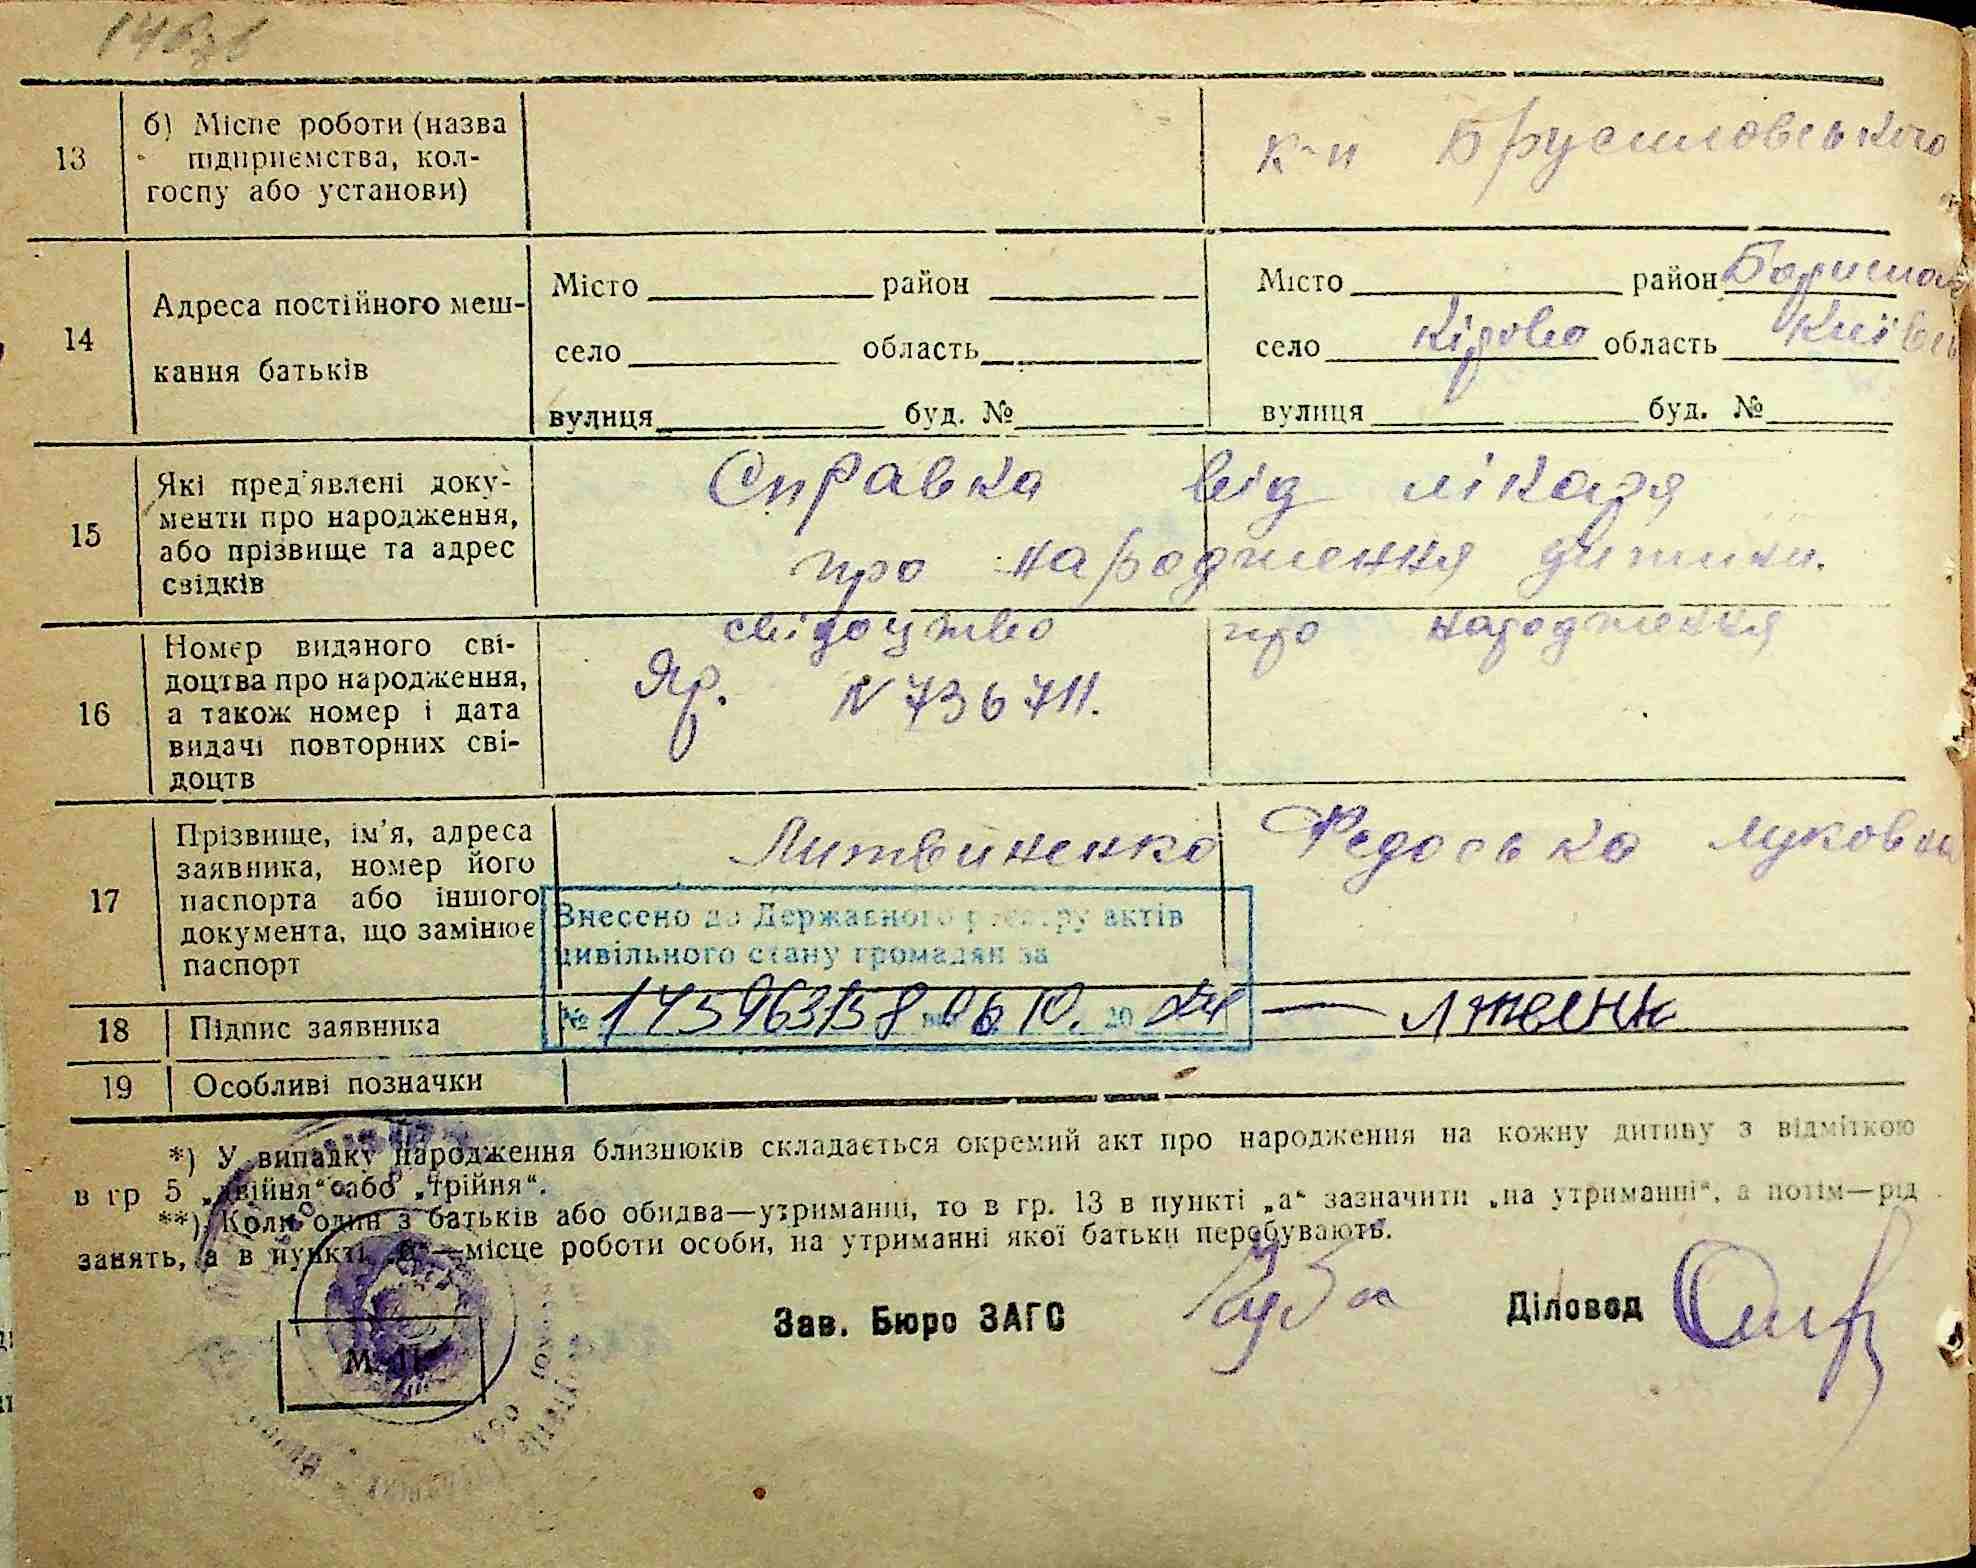 13
б) Місце роботи (назва
підприємства, кол-
госпу або установи)
к-п Брусиловського
14
Адреса постійного меш-
кання батьків
Місто район
село область
вулиця буд. №
Місто район
село Кірово область Київсь
вулиця буд. №
15
Які пред'явлені доку-
менти про народження,
або прізвище та адрес
свідків
Справка від лікаря
про народження дитини.
16
Номер виданого сві-
доцтва про народження,
а також номер і дата
видачі повторних сві-
доцтв
свідоцтво про народження
Яр. N 736711.
17
Прізвище, ім'я, адреса
заявника, номер його
паспорта або іншого
документа, що замінює
паспорт
Литвиненко Федоська Луковна
Внесено до Державного реєстру актів
цивільного стану громадян за
№ 20
18
Підпис заявника
19
Особливі позначки
*) У випадку народження близнюків складається окремий акт про народження на кожну дитину з відміткою
в гр 5 „двійня“ або „трійня“.
**) Коли один з батьків або обидва—утриманці, то в гр. 13 в пункті „а“ зазначити „на утриманні“, а потім—рід
занять, а в пункті „б“—місце роботи особи, на утриманні якої батьки перебувають.
Зав. Бюро ЗАГС
Діловод
М. П.